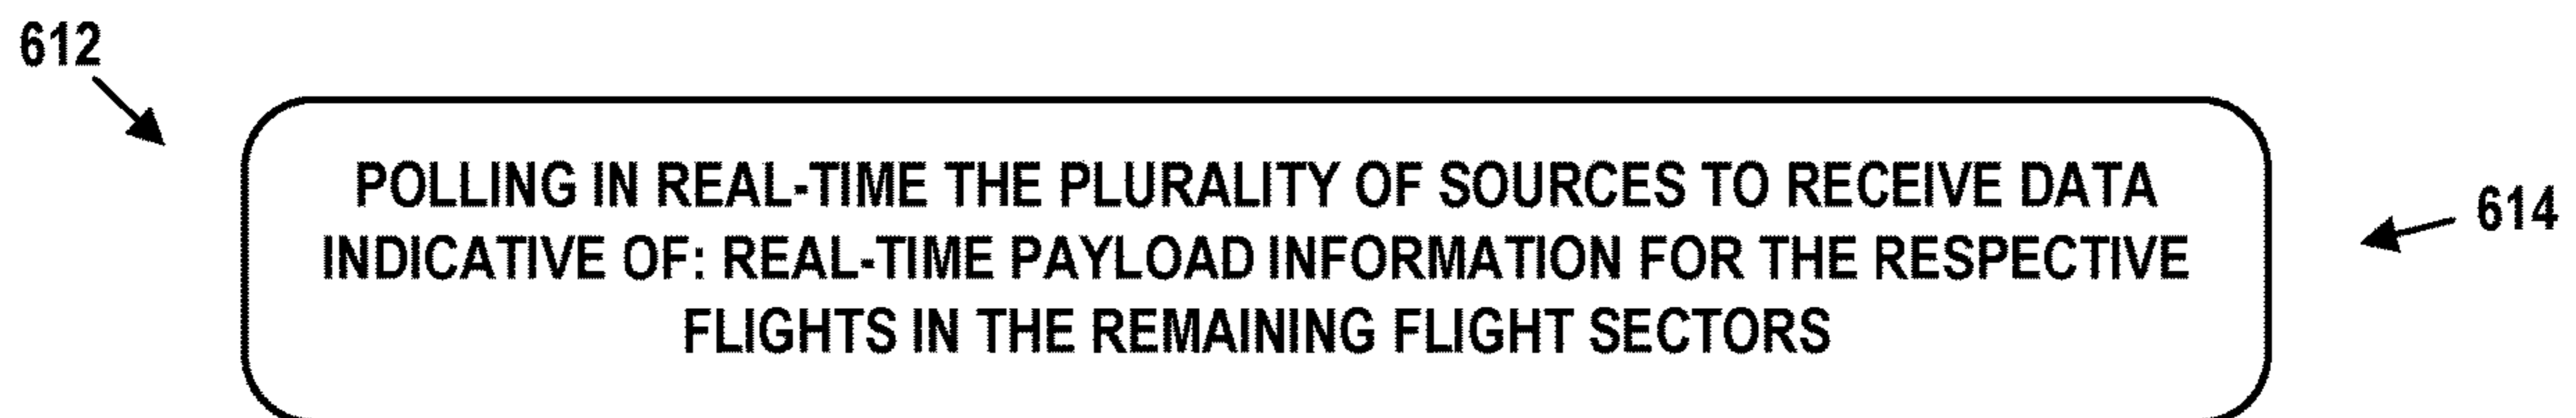 612
POLLING IN REAL-TIME THE PLURALITY OF SOURCES TO RECEIVE DATA
INDICATIVE OF: REAL-TIME PAYLOAD INFORMATION FOR THE RESPECTIVE
FLIGHTS IN THE REMAINING FLIGHT SECTORS
614